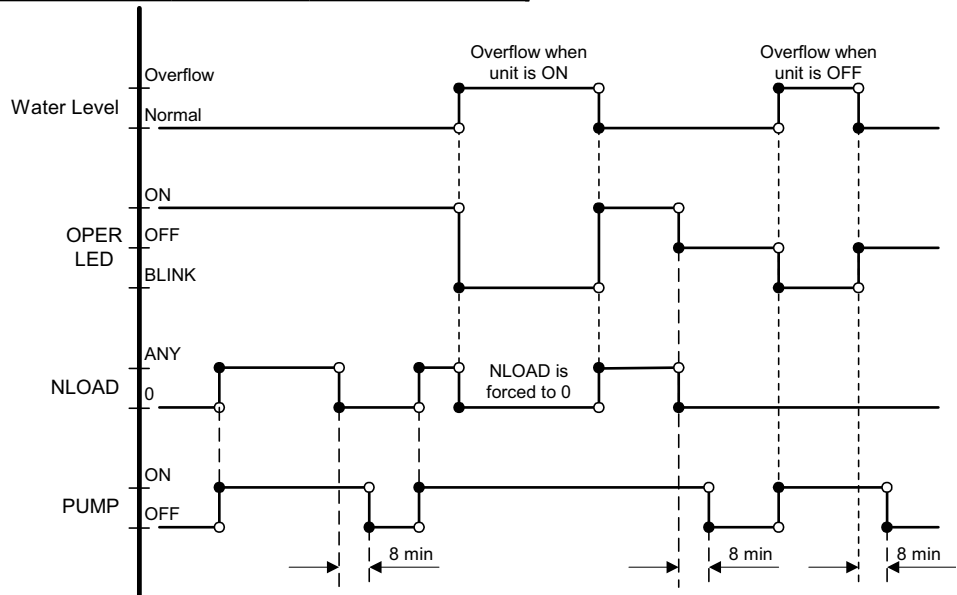 Overflow when
unit is ON
Overflow when
unit is OFF
Overflow
Water Level
Normal
ON
OPER
LED
OFF
BLINK
ANY
NLOAD
0
NLOAD is
forced to 0
ON
PUMP
OFF
8 min
8 min
8 min